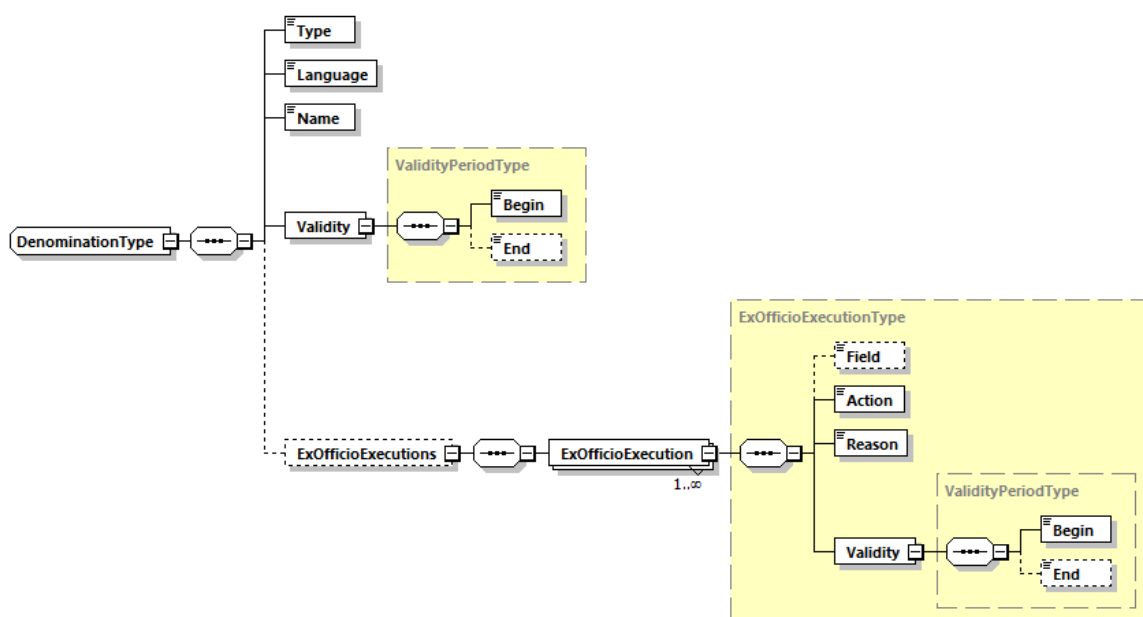 Type
Language
Name
ValidityPeriodType
Begin
Validity
End
DenominationType
ExOfficioExecutionType
Field
Action
Reason
ExOfficioExecutions
ExOfficioExecution
1..∞
ValidityPeriodType
Begin
Validity
End